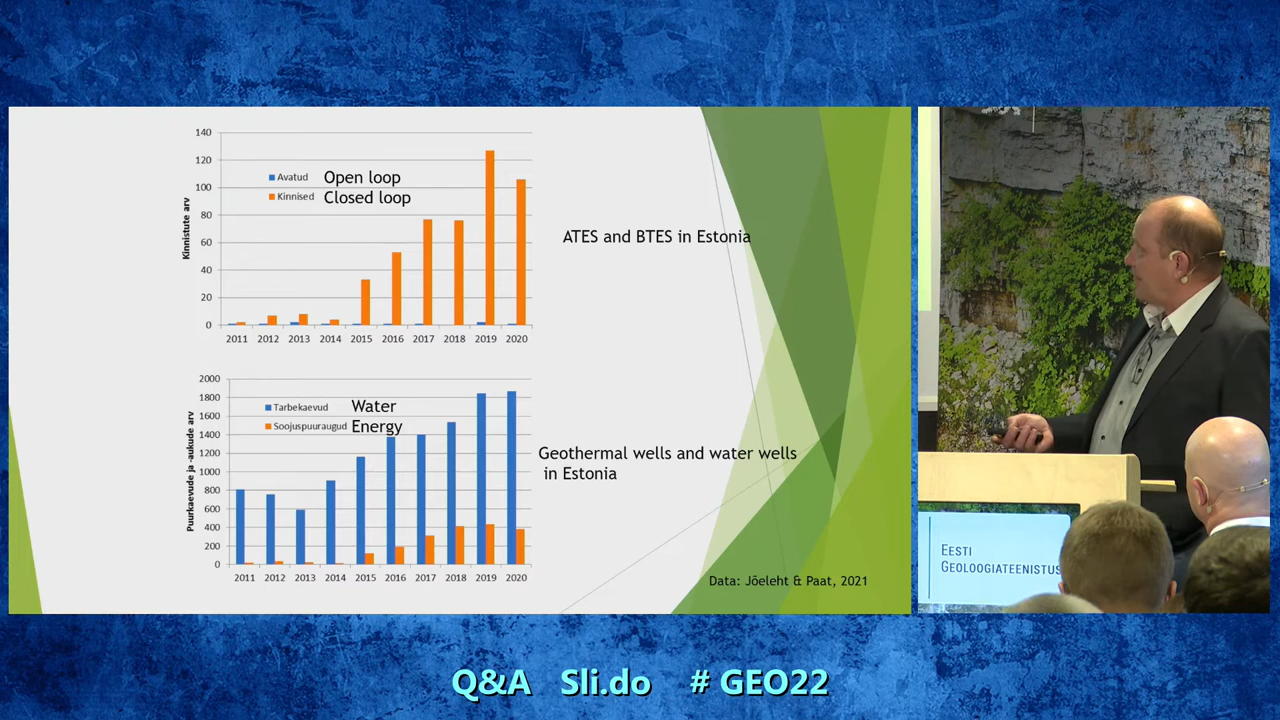 140
120
100
80
60
40
20
0
Kinnistute arv
Avatud Open loop
Kinnised Closed loop
2011 2012 2013 2014 2015 2016 2017 2018 2019 2020
ATES and BTES in Estonia
2000
1800
1600
1400
1200
1000
800
600
400
200
0
Puurkaevude ja -aukude arv
Tarbekaevud Water
Soojuspuuraugud Energy
2011 2012 2013 2014 2015 2016 2017 2018 2019 2020
Geothermal wells and water wells
in Estonia
Data: Jõeleht & Paat, 2021
EESTI
GEOLOOGIATEENISTUS
Q&A Sli.do # GEO22